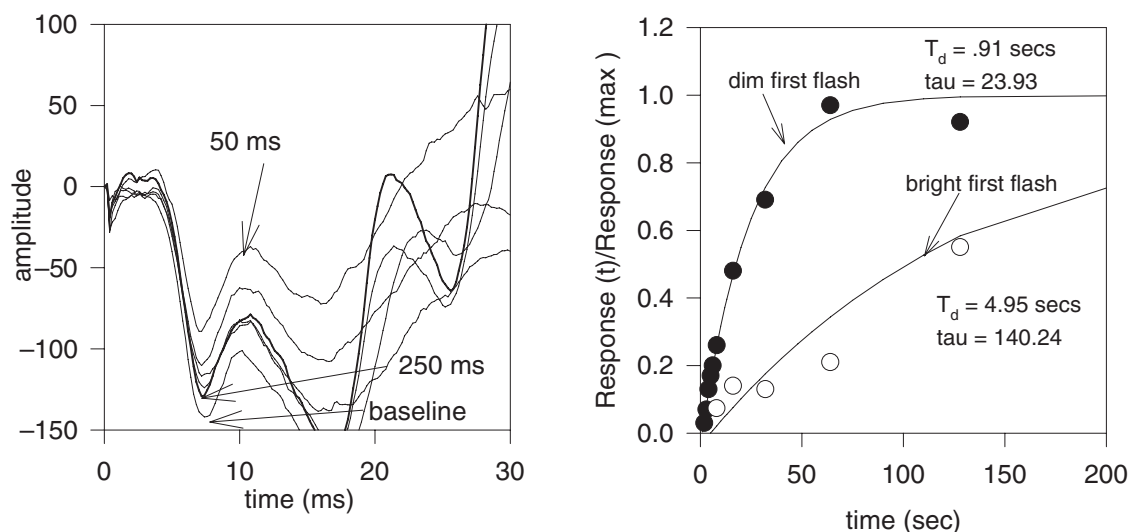 amplitude
100
50
0
−50
−100
−150
50 ms
250 ms
baseline
0
10
20
30
time (ms)
Response (t)/Response (max)
1.2
1.0
0.8
0.6
0.4
0.2
0.0
T_d = .91 secs
tau = 23.93
dim first flash
bright first flash
T_d = 4.95 secs
tau = 140.24
0
50
100
150
200
time (sec)